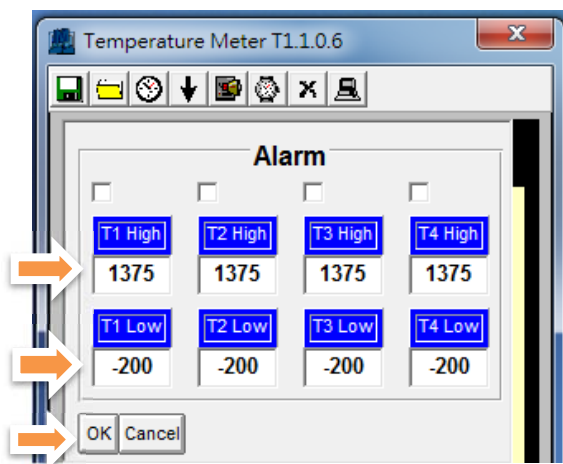 Temperature Meter T1.1.0.6
Alarm
T1 High T2 High T3 High T4 High
1375 1375 1375 1375
T1 Low T2 Low T3 Low T4 Low
-200 -200 -200 -200
OK Cancel